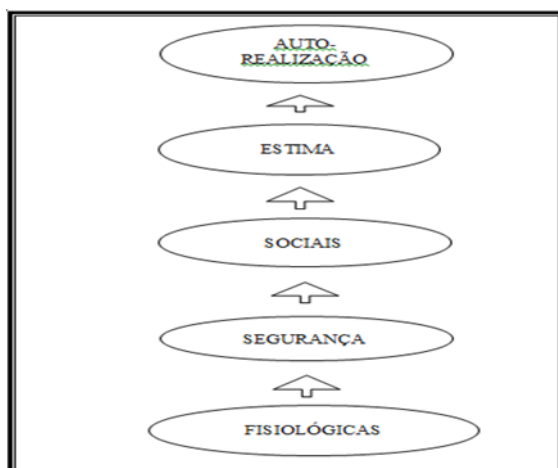 AUTO-
REALIZAÇÃO
ESTIMA
SOCIAIS
SEGURANÇA
FISIOLÓGICAS